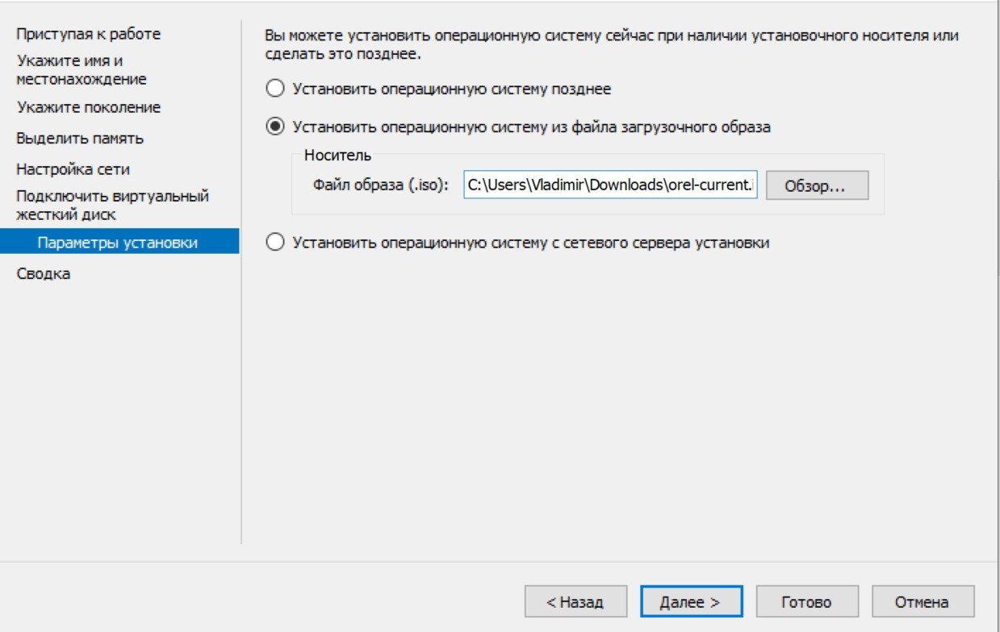 Приступая к работе
Укажите имя и
местонахождение
Укажите поколение
Выделить память
Настройка сети
Подключить виртуальный
жесткий диск
Параметры установки
Сводка
Вы можете установить операционную систему сейчас при наличии установочного носителя или
сделать это позднее.
Установить операционную систему позднее
Установить операционную систему из файла загрузочного образа
Носитель
Файл образа (.iso): C:\Users\Vladimir\Downloads\orel-current.i Обзор...
Установить операционную систему с сетевого сервера установки
< Назад Далее > Готово Отмена